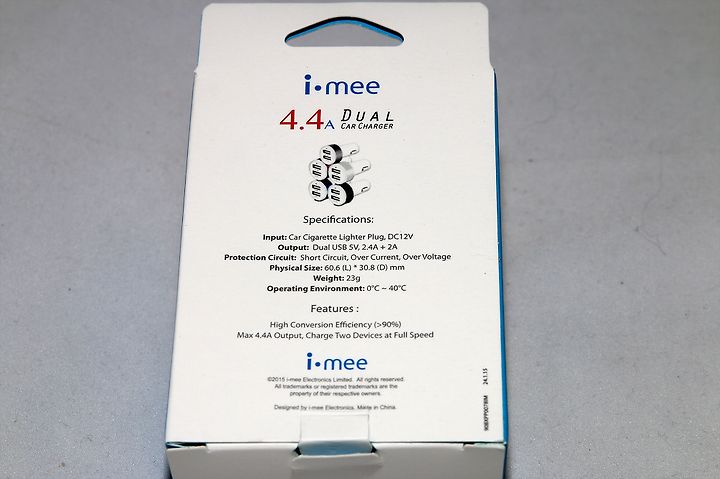 i•mee
4.4A DUAL
CAR CHARGER
Specifications:
Input: Car Cigarette Lighter Plug, DC12V
Output: Dual USB 5V, 2.4A + 2A
Protection Circuit: Short Circuit, Over Current, Over Voltage
Physical Size: 60.6 (L) * 30.8 (D) mm
Weight: 23g
Operating Environment: 0°C ~ 40°C
Features :
High Conversion Efficiency (>90%)
Max 4.4A Output, Charge Two Devices at Full Speed
i•mee
©2015 i-mee Electronics Limited. All rights reserved.
All trademarks or registered trademarks are the
property of their respective owners.
Designed by i-mee Electronics. Made in China.
24.1.15